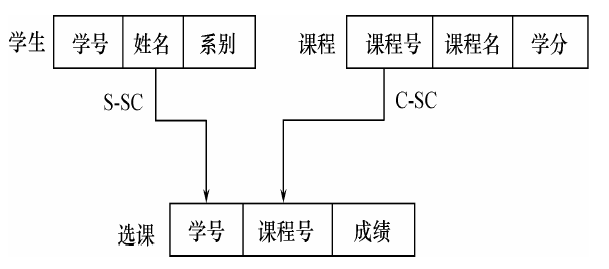 学生 学号 姓名 系别 课程 课程号 课程名 学分
S-SC C-SC
选课 学号 课程号 成绩